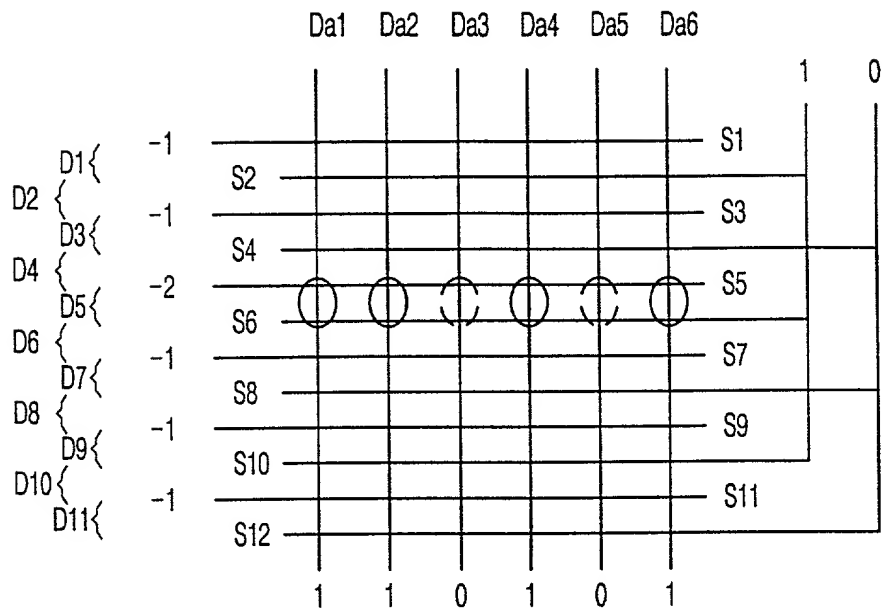 Da1 Da2 Da3 Da4 Da5 Da6
1 0
-1 S1
D1{ S2
D2 { -1 S3
D3{ S4
D4 { -2 S5
D5{ S6
D6 { -1 S7
D7{ S8
D8 { -1 S9
D9{ S10
D10 { -1 S11
D11{ S12
1 1 0 1 0 1